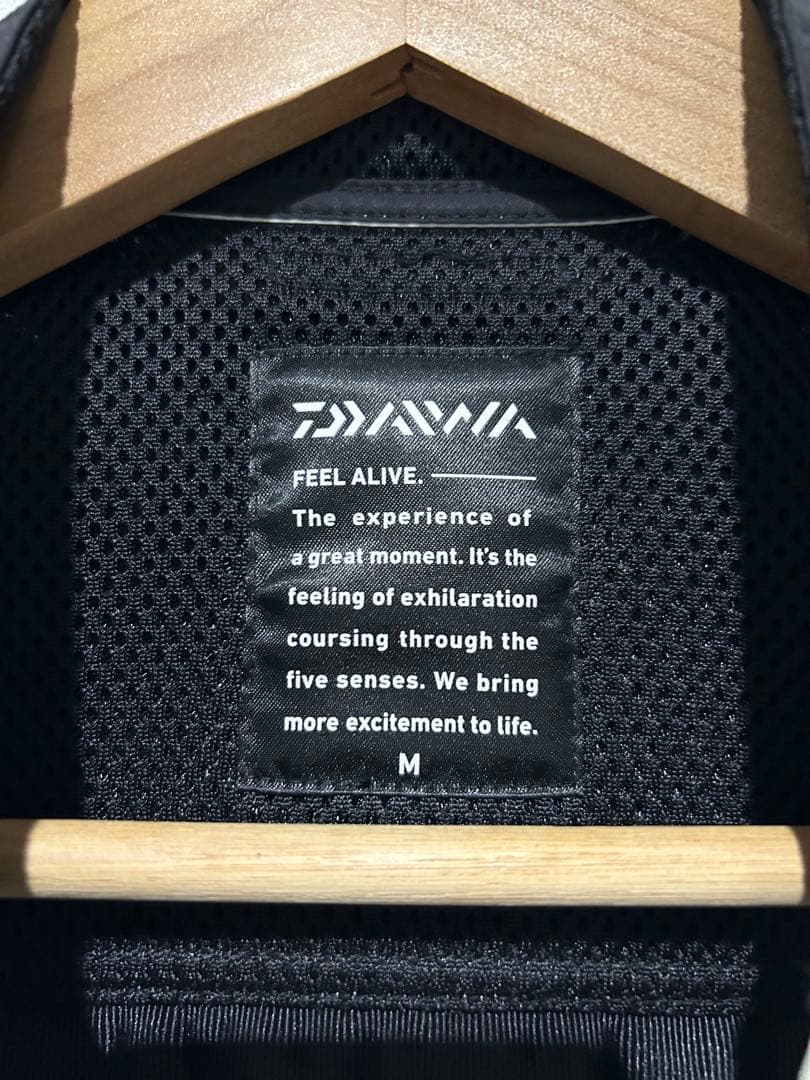 DAIWA
FEEL ALIVE.
The experience of
a great moment. It's the
feeling of exhilaration
coursing through the
five senses. We bring
more excitement to life.
M